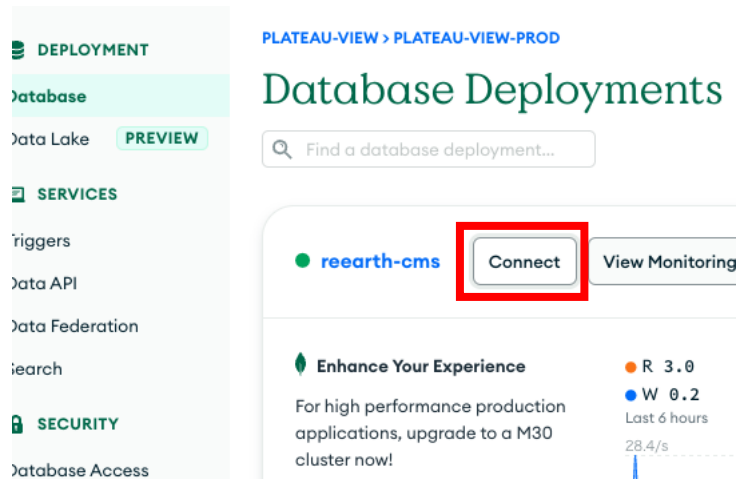 DEPLOYMENT
Database
Data Lake PREVIEW
SERVICES
Triggers
Data API
Data Federation
Search
SECURITY
Database Access
PLATEAU-VIEW > PLATEAU-VIEW-PROD
Database Deployments
Find a database deployment...
reearth-cms Connect View Monitoring
Enhance Your Experience
For high performance production
applications, upgrade to a M30
cluster now!
R 3.0
W 0.2
Last 6 hours
28.4/s